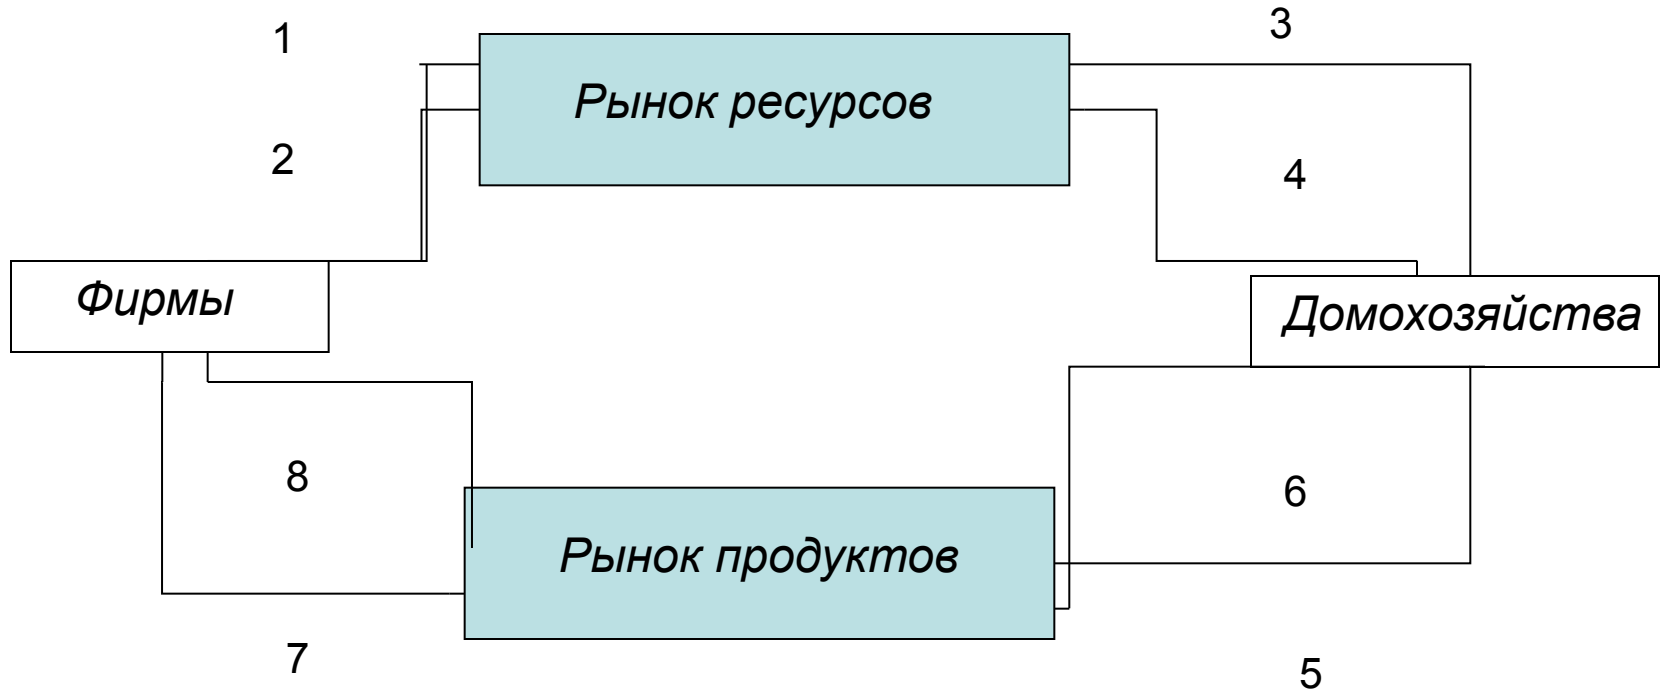 1
3
Рынок ресурсов
2
4
Фирмы
Домохозяйства
8
6
Рынок продуктов
7
5